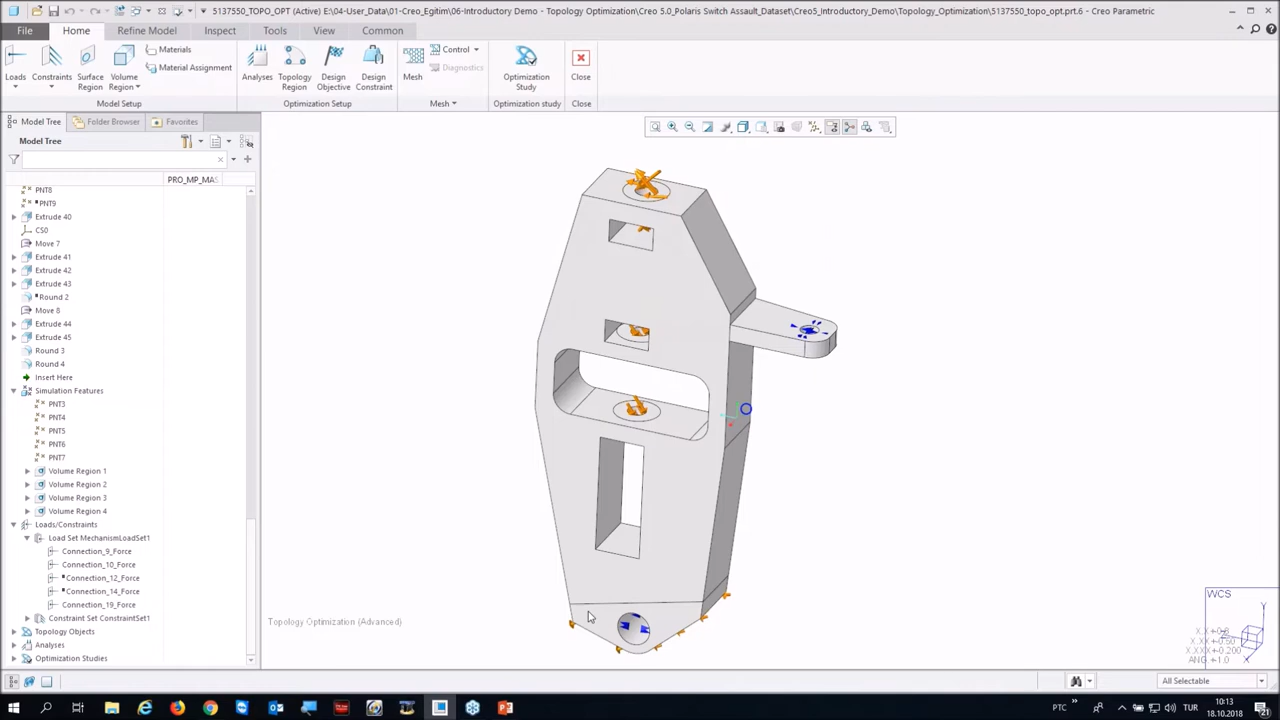 5137550_TOPO_OPT (Active) E:\04-User_Data\01-Creo_Egitim\06-Introductory Demo - Topology Optimization\Creo 5.0_Polaris Switch Assault_Dataset\Creo5_Introductory_Demo\Topology_Optimization\5137550_topo_opt.prt.6 - Creo Parametric
File Home Refine Model Inspect Tools View Common
Loads
Constraints
Surface Region
Volume Region
Materials
Material Assignment
Analyses
Topology Region
Design Objective
Design Constraint
Mesh
Control
Diagnostics
Optimization Study
Close
Model Setup Optimization Setup Mesh Optimization study Close
Model Tree Folder Browser Favorites
Model Tree
PRO_MP_MAS
PNT8
PNT9
Extrude 40
CS0
Move 7
Extrude 41
Extrude 42
Extrude 43
Round 2
Move 8
Extrude 44
Extrude 45
Round 3
Round 4
Insert Here
Simulation Features
PNT3
PNT4
PNT5
PNT6
PNT7
Volume Region 1
Volume Region 2
Volume Region 3
Volume Region 4
Loads/Constraints
Load Set MechanismLoadSet1
Connection_9_Force
Connection_10_Force
Connection_12_Force
Connection_14_Force
Connection_19_Force
Constraint Set ConstraintSet1
Topology Objects
Analyses
Optimization Studies
Topology Optimization (Advanced)
WCS
Z
ANG +-1.0
All Selectable
PTC
TUR
10:13
18.10.2018